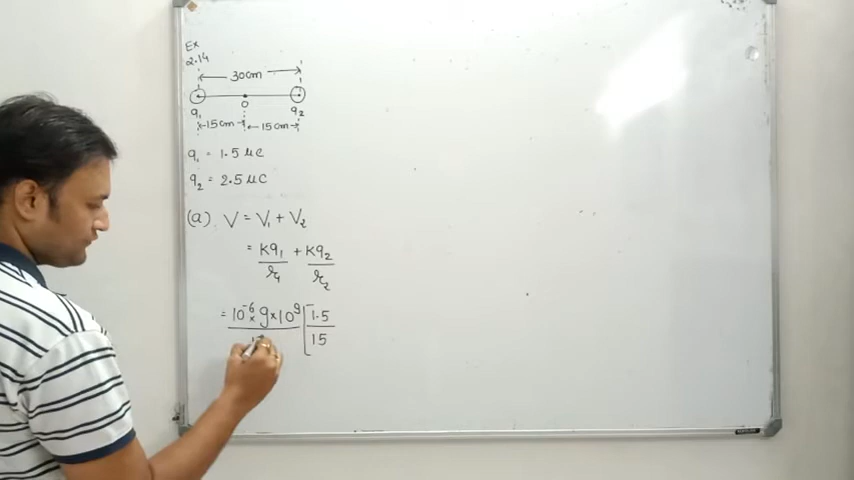 Ex
2.14
30cm
O
q₁ q₂
15cm 15cm
q₁ = 1.5 μC
q₂ = 2.5 μC
(a) V = V₁ + V₂
= Kq₁/r₁ + Kq₂/r₂
= 10⁻⁶ × 9 × 10⁹ [ 1.5/15